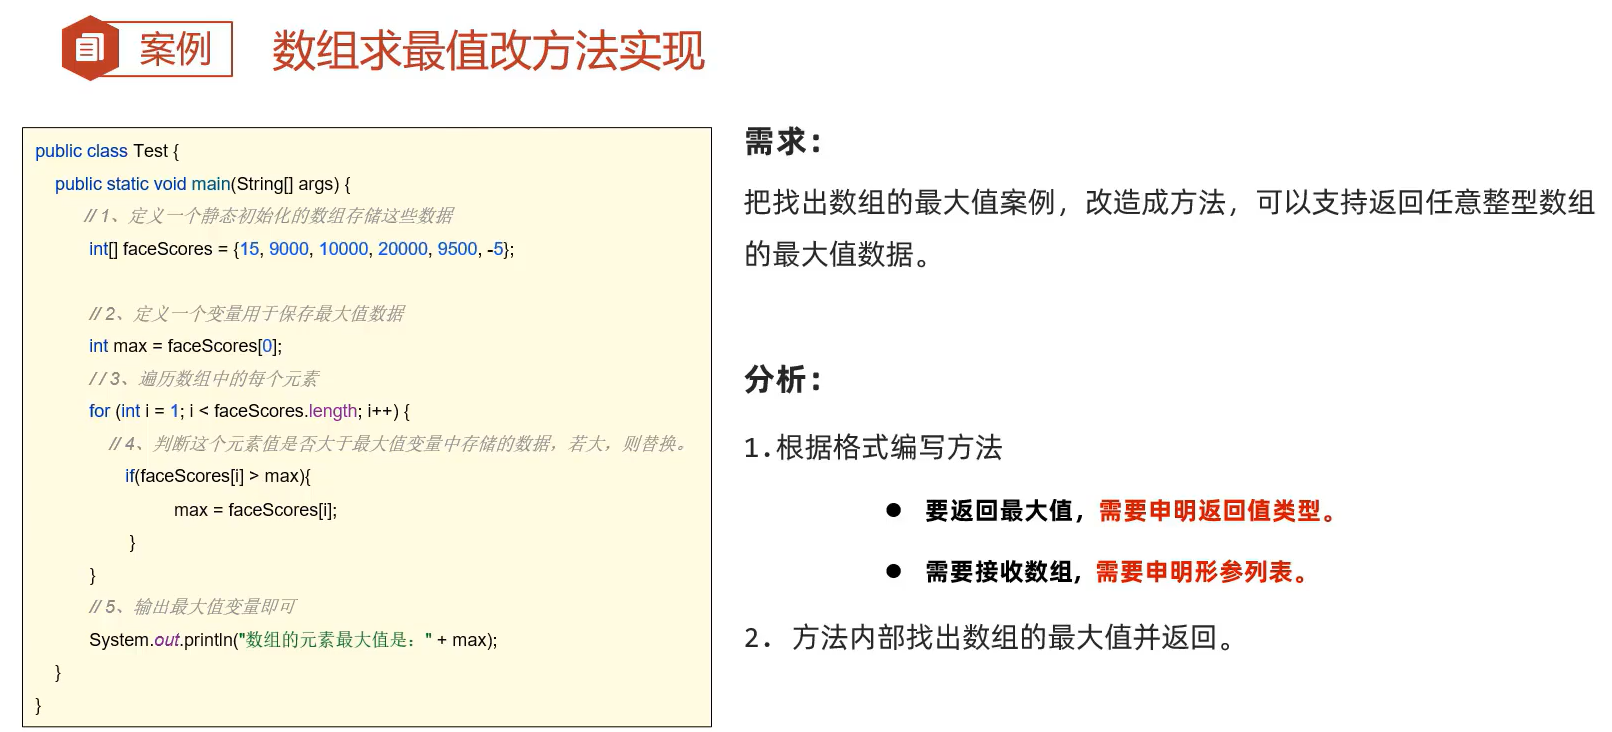 案例
数组求最值改方法实现
public class Test {
public static void main(String[] args) {
// 1、定义一个静态初始化的数组存储这些数据
int[] faceScores = {15, 9000, 10000, 20000, 9500, -5};
// 2、定义一个变量用于保存最大值数据
int max = faceScores[0];
// 3、遍历数组中的每个元素
for (int i = 1; i < faceScores.length; i++) {
// 4、判断这个元素值是否大于最大值变量中存储的数据，若大，则替换。
if(faceScores[i] > max){
max = faceScores[i];
}
}
// 5、输出最大值变量即可
System.out.println("数组的元素最大值是：" + max);
}
}
需求：
把找出数组的最大值案例，改造成方法，可以支持返回任意整型数组
的最大值数据。
分析：
1.根据格式编写方法
● 要返回最大值，需要申明返回值类型。
● 需要接收数组，需要申明形参列表。
2. 方法内部找出数组的最大值并返回。